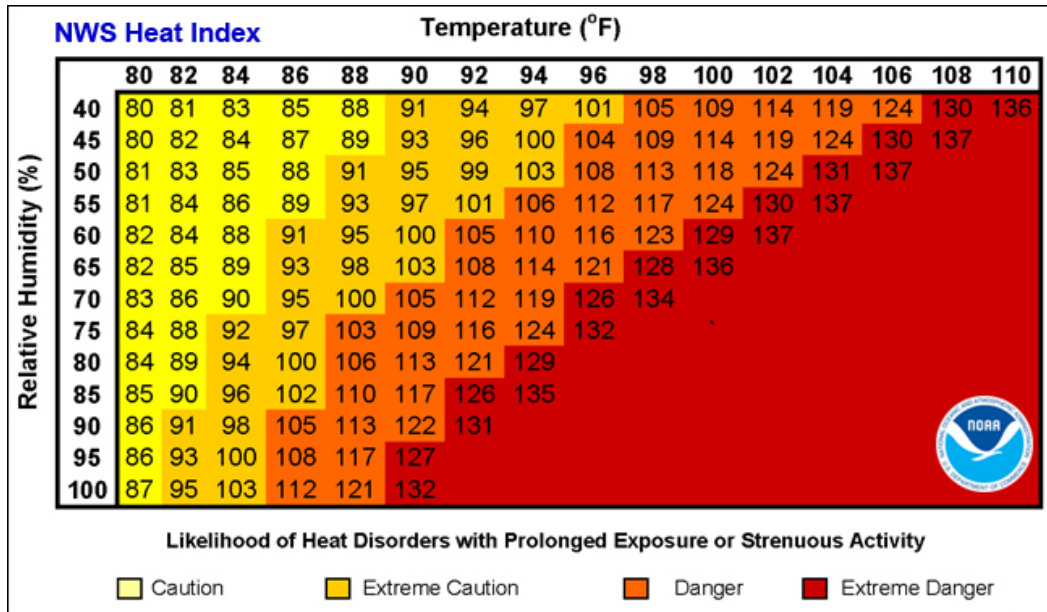 NWS Heat Index Temperature (°F)
80 82 84 86 88 90 92 94 96 98 100 102 104 106 108 110
Relative Humidity (%)
40 80 81 83 85 88 91 94 97 101 105 109 114 119 124 130 136
45 80 82 84 87 89 93 96 100 104 109 114 119 124 130 137
50 81 83 85 88 91 95 99 103 108 113 118 124 131 137
55 81 84 86 89 93 97 101 106 112 117 124 130 137
60 82 84 88 91 95 100 105 110 116 123 129 137
65 82 85 89 93 98 103 108 114 121 128 136
70 83 86 90 95 100 105 112 119 126 134
75 84 88 92 97 103 109 116 124 132
80 84 89 94 100 106 113 121 129
85 85 90 96 102 110 117 126 135
90 86 91 98 105 113 122 131
95 86 93 100 108 117 127
100 87 95 103 112 121 132
NOAA
Likelihood of Heat Disorders with Prolonged Exposure or Strenuous Activity
Caution Extreme Caution Danger Extreme Danger